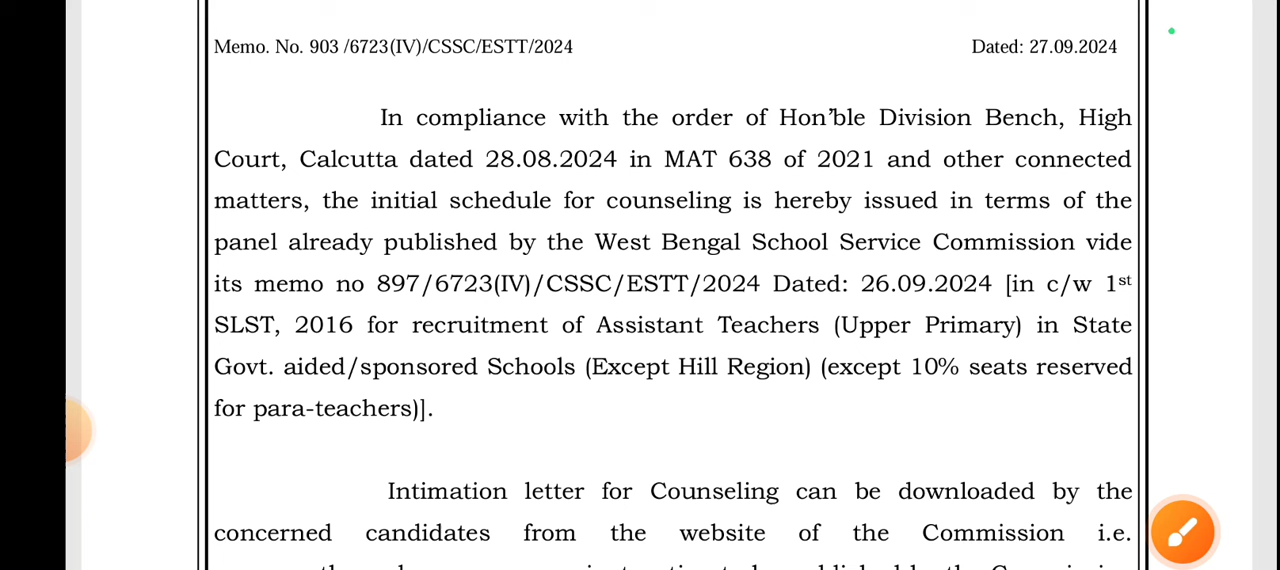 Memo. No. 903 /6723(IV)/CSSC/ESTT/2024 Dated: 27.09.2024
In compliance with the order of Hon'ble Division Bench, High
Court, Calcutta dated 28.08.2024 in MAT 638 of 2021 and other connected
matters, the initial schedule for counseling is hereby issued in terms of the
panel already published by the West Bengal School Service Commission vide
its memo no 897/6723(IV)/CSSC/ESTT/2024 Dated: 26.09.2024 [in c/w 1st
SLST, 2016 for recruitment of Assistant Teachers (Upper Primary) in State
Govt. aided/sponsored Schools (Except Hill Region) (except 10% seats reserved
for para-teachers)].
Intimation letter for Counseling can be downloaded by the
concerned candidates from the website of the Commission i.e.